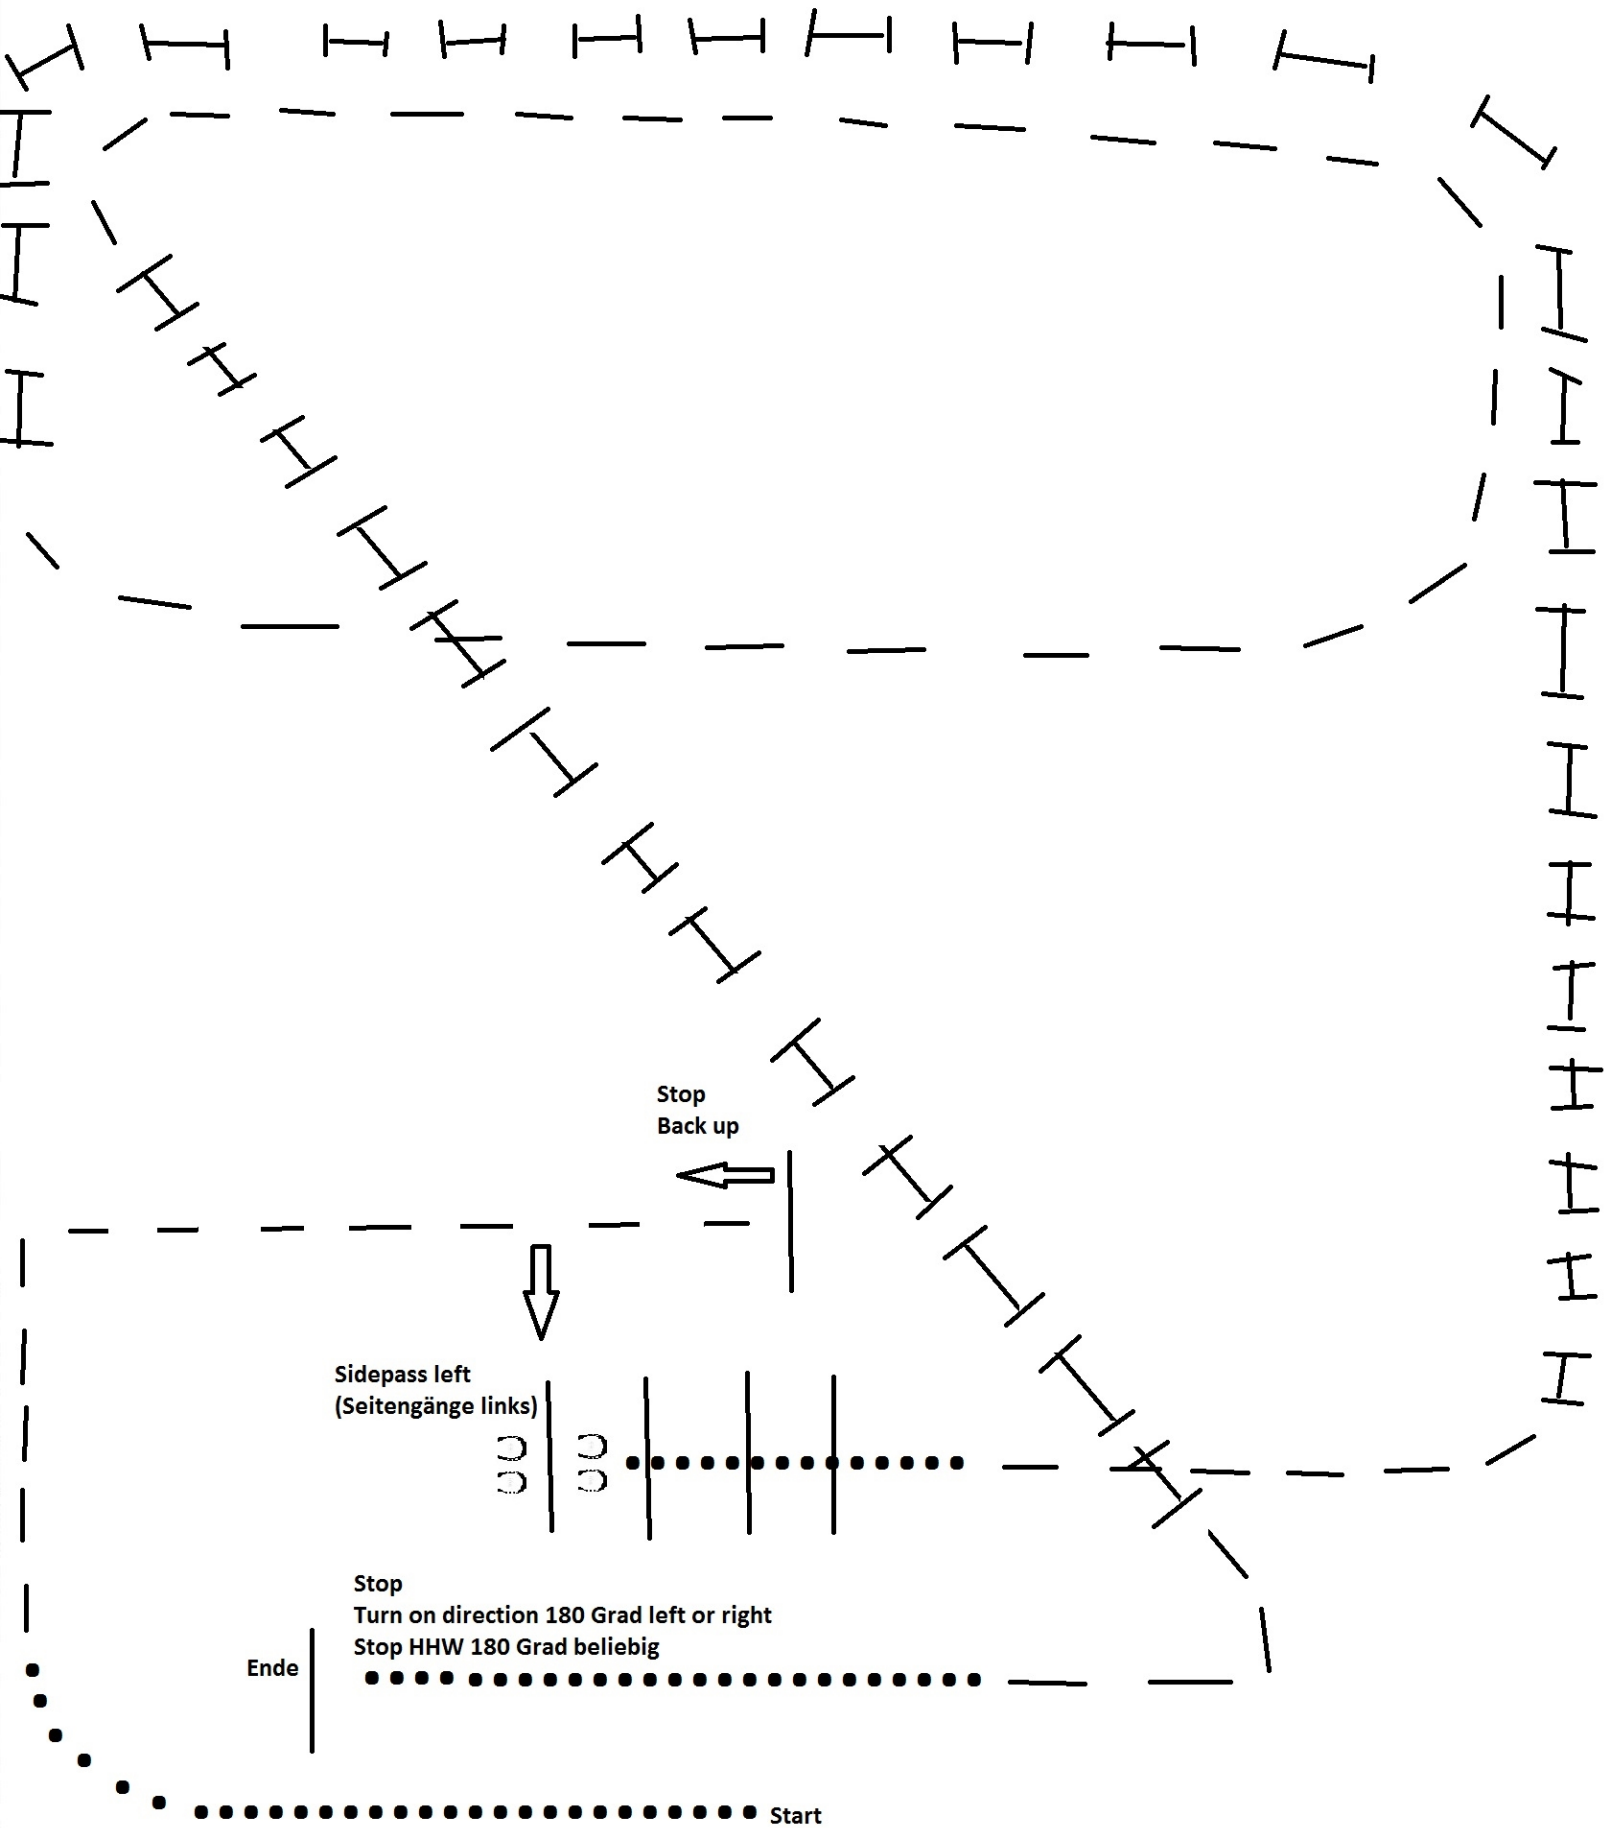 Stop
Back up
Sidepass left
(Seitengänge links)
Stop
Turn on direction 180 Grad left or right
Stop HHW 180 Grad beliebig
Ende
Start